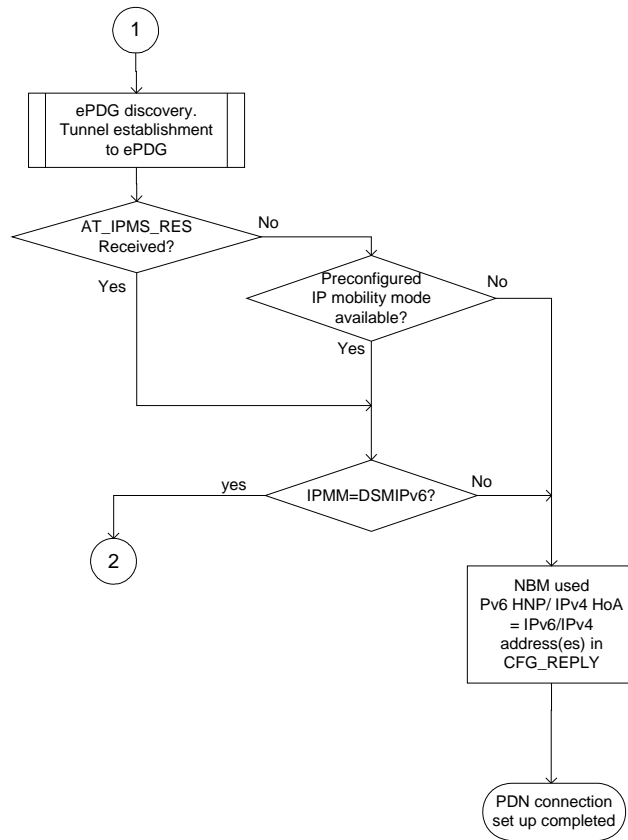 1
ePDG discovery.
Tunnel establishment
to ePDG
AT_IPMS_RES
Received?
No
Yes
Preconfigured
IP mobility mode
available?
No
Yes
IPMM=DSMIPv6?
yes
No
2
NBM used
Pv6 HNP/ IPv4 HoA
= IPv6/IPv4
address(es) in
CFG_REPLY
PDN connection
set up completed